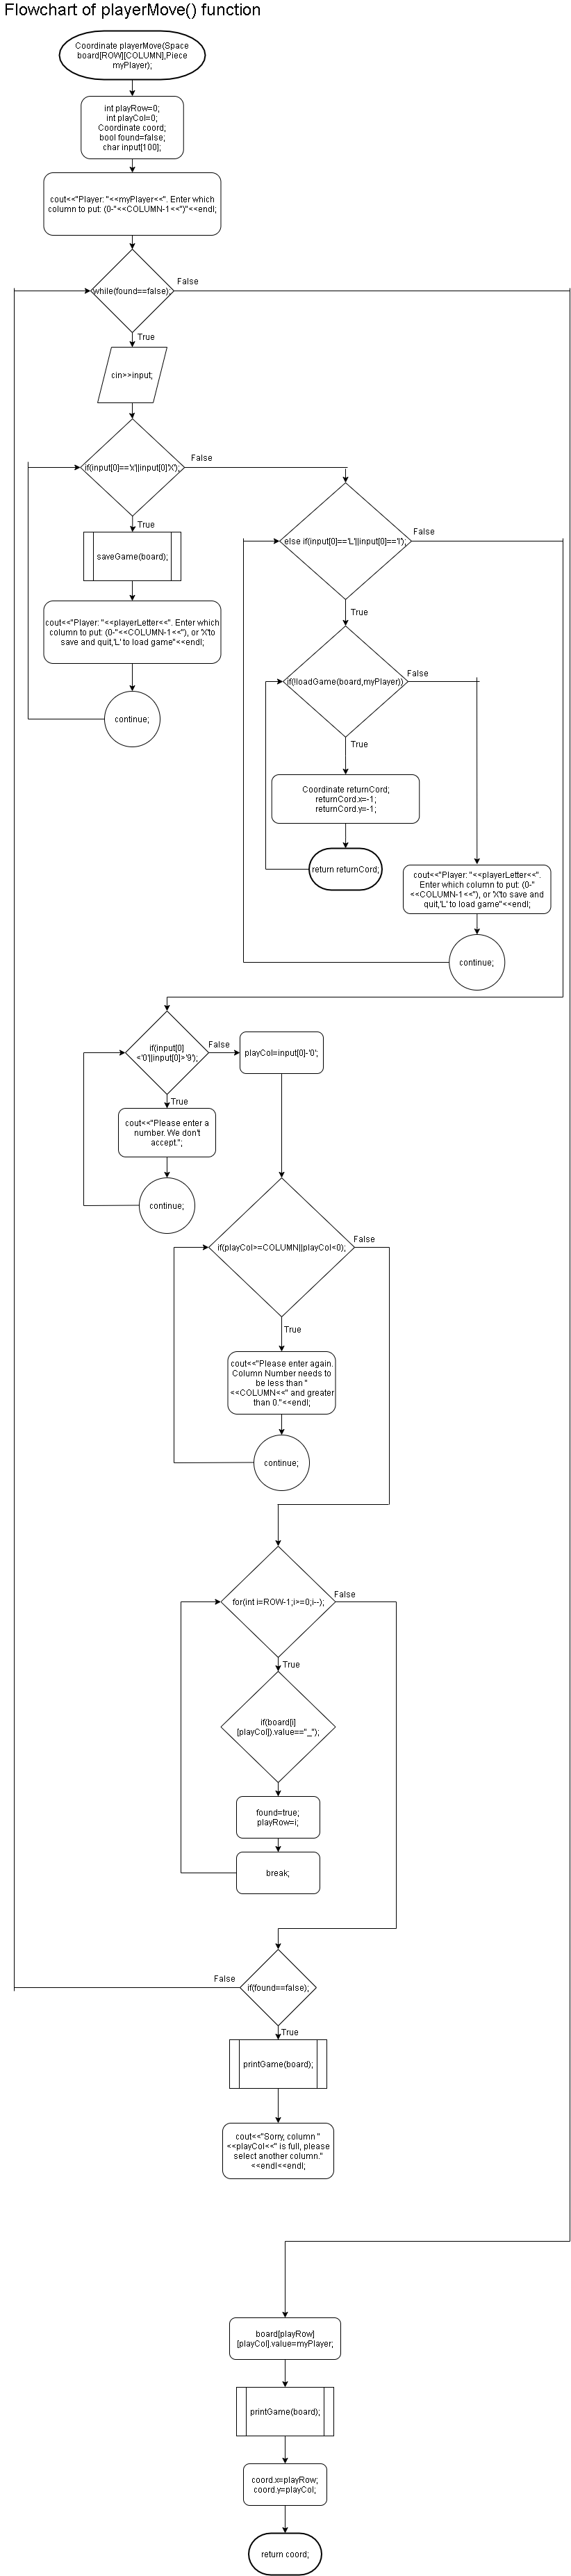 Flowchart of playerMove() function
Coordinate playerMove(Space
board[ROW][COLUMN],Piece
myPlayer);
int playRow=0;
int playCol=0;
Coordinate coord;
bool found=false;
char input[100];
cout<<"Player: "<<myPlayer<<". Enter which
column to put: (0-"<<COLUMN-1<<")"<<endl;
while(found==false)
False
True
cin>>input;
if(input[0]=='x'||input[0]'X');
False
True
saveGame(board);
cout<<"Player: "<<playerLetter<<". Enter which
column to put: (0-"<<COLUMN-1<<"), or 'X'to
save and quit,'L' to load game"<<endl;
continue;
else if(input[0]=='L'||input[0]=='l');
False
True
if(!loadGame(board,myPlayer))
False
True
Coordinate returnCord;
returnCord.x=-1;
returnCord.y=-1;
return returnCord;
cout<<"Player: "<<playerLetter<<".
Enter which column to put: (0-"
<<COLUMN-1<<"), or 'X'to save and
quit,'L' to load game"<<endl;
continue;
if(input[0]
<'0'||input[0]>'9');
False
True
playCol=input[0]-'0';
cout<<"Please enter a
number. We don't
accept.";
continue;
if(playCol>=COLUMN||playCol<0);
False
True
cout<<"Please enter again.
Column Number needs to
be less than "
<<COLUMN<<" and greater
than 0."<<endl;
continue;
for(int i=ROW-1;i>=0;i--);
False
True
if(board[i]
[playCol]).value=="_");
found=true;
playRow=i;
break;
if(found==false);
False
True
printGame(board);
cout<<"Sorry, column "
<<playCol<<" is full, please
select another column."
<<endl<<endl;
board[playRow]
[playCol].value=myPlayer;
printGame(board);
coord.x=playRow;
coord.y=playCol;
return coord;